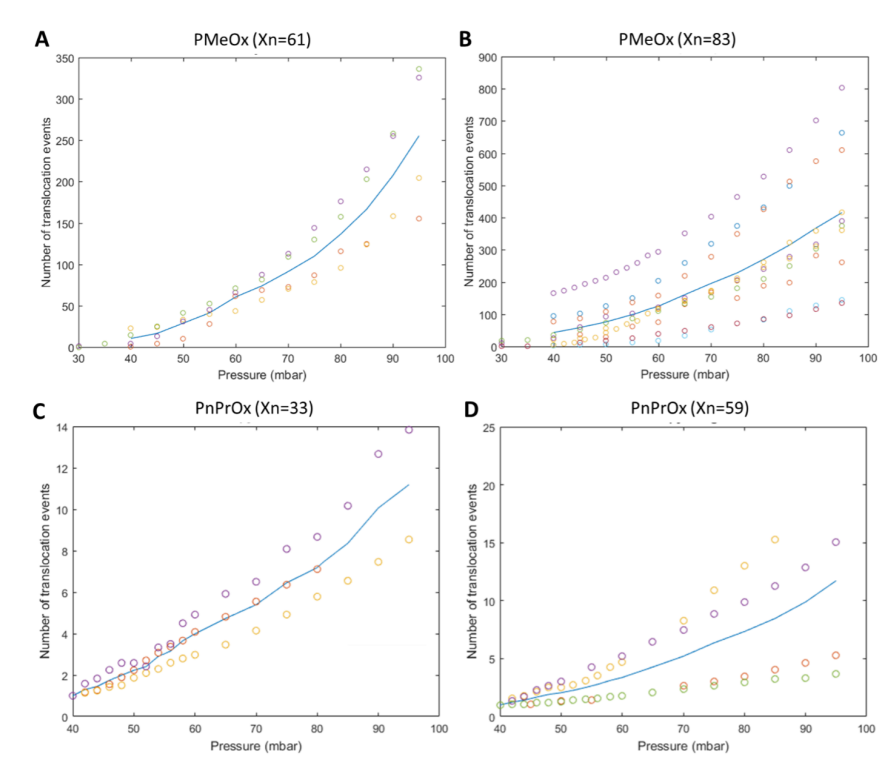 A
PMeOx (Xn=61)
350
300
250
200
150
100
50
0
Number of translocation events
30 40 50 60 70 80 90 100
Pressure (mbar)
B
PMeOx (Xn=83)
900
800
700
600
500
400
300
200
100
0
Number of translocation events
30 40 50 60 70 80 90 100
Pressure (mbar)
C
PnPrOx (Xn=33)
14
12
10
8
6
4
2
0
Number of translocation events
40 50 60 70 80 90 100
Pressure (mbar)
D
PnPrOx (Xn=59)
25
20
15
10
5
0
Number of translocation events
40 50 60 70 80 90 100
Pressure (mbar)